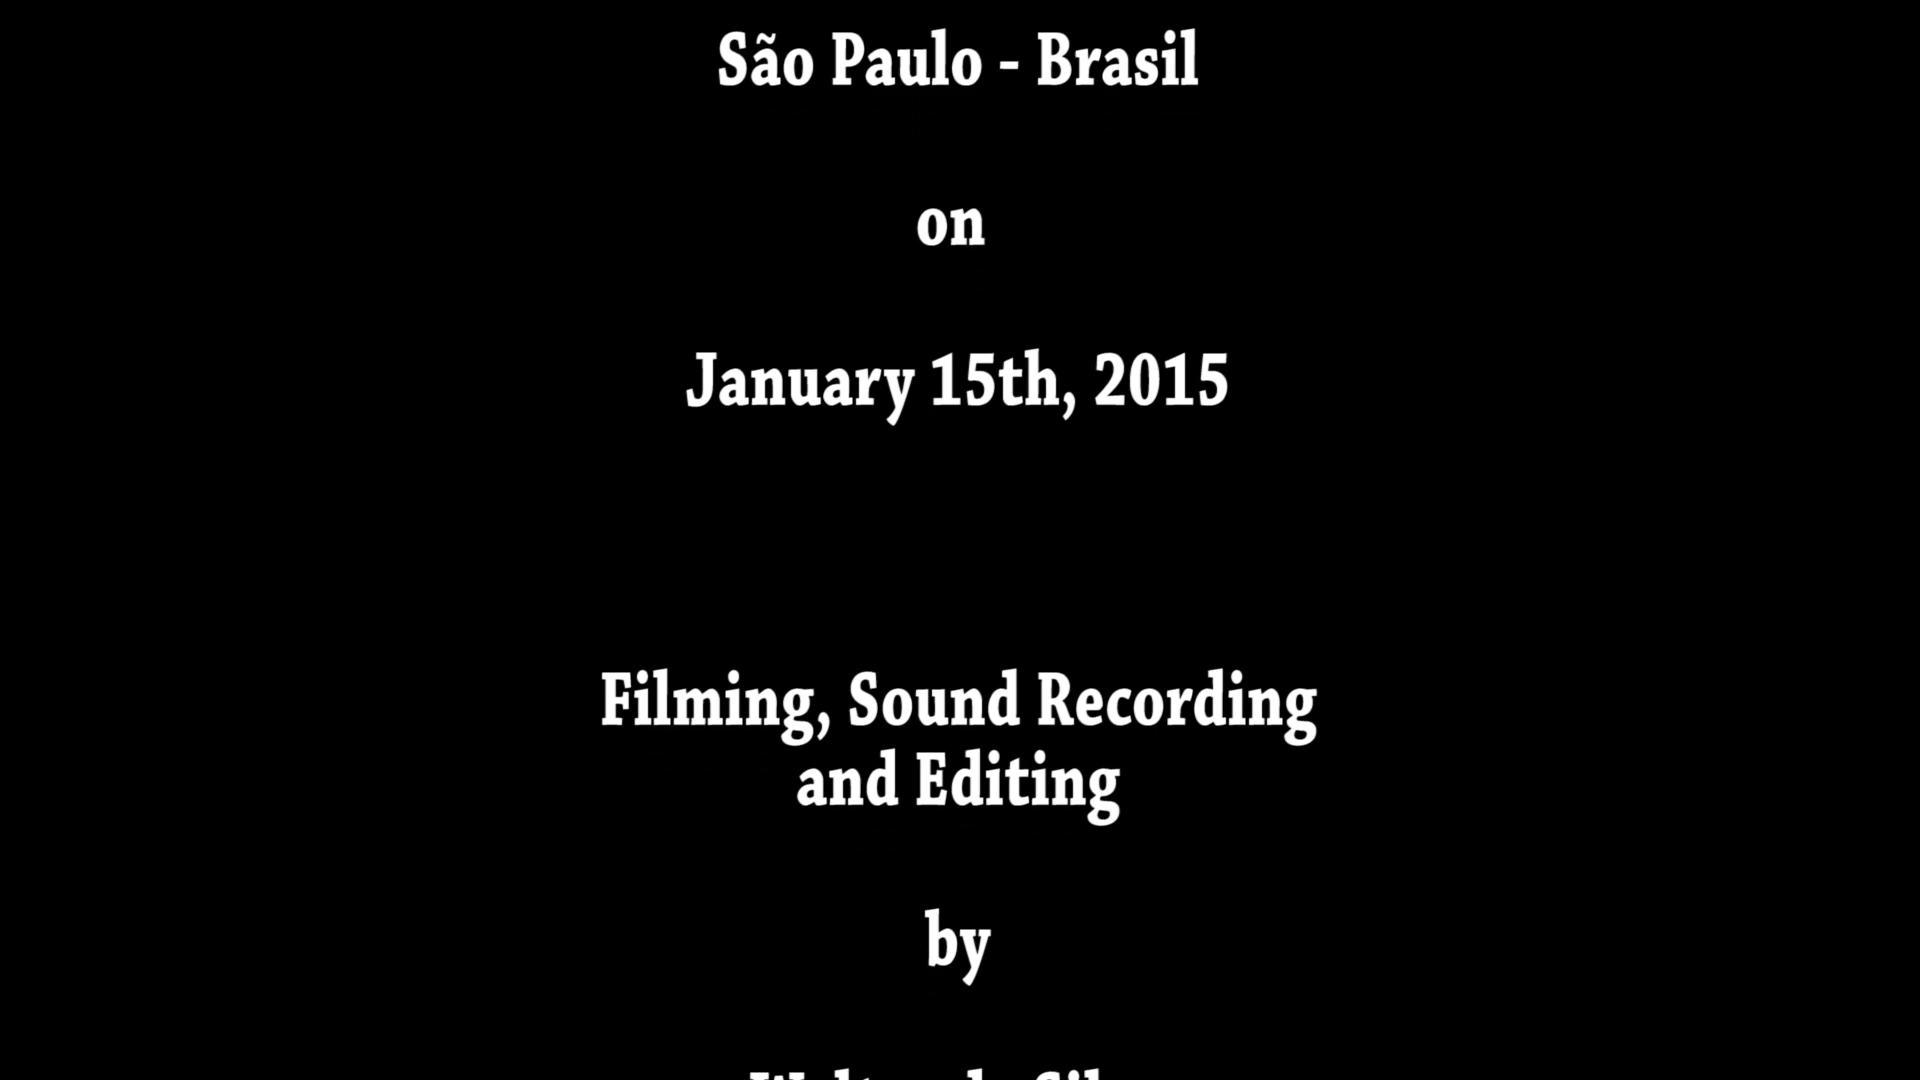 São Paulo - Brasil
on
January 15th, 2015
Filming, Sound Recording
and Editing
by